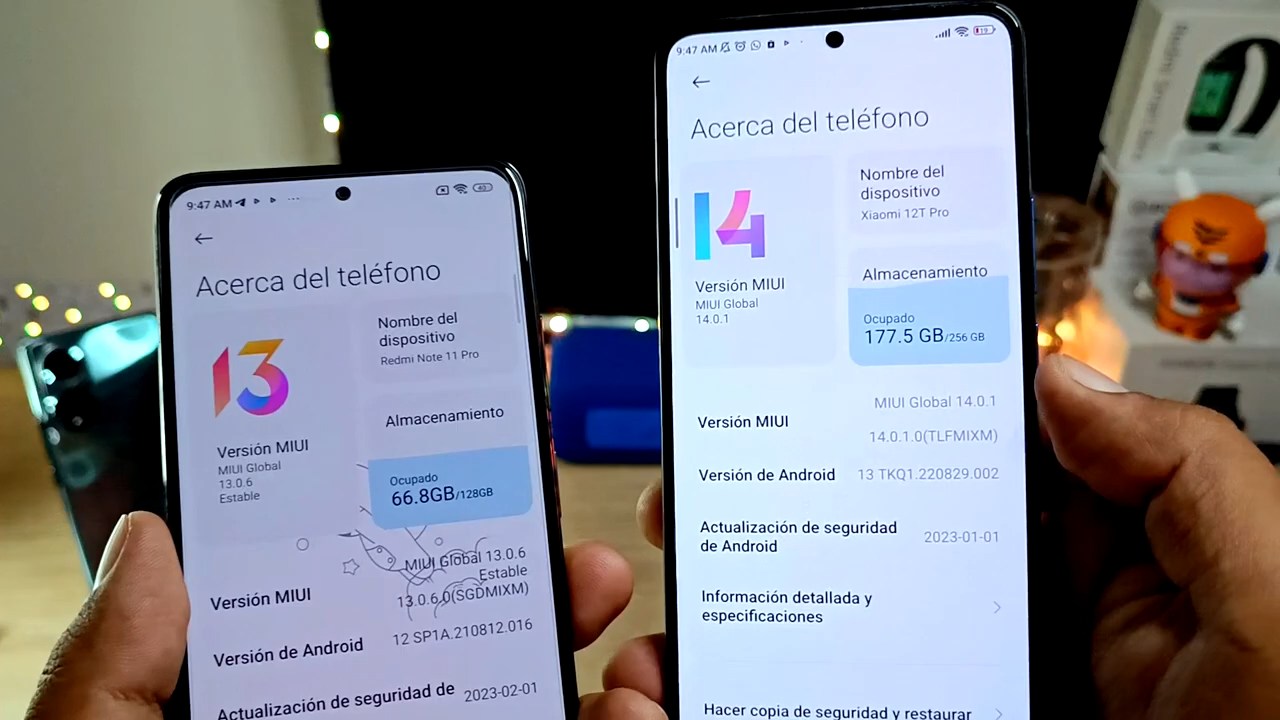 9:47 AM
40
Acerca del teléfono
13
Versión MIUI
MIUI Global
13.0.6
Estable
Nombre del
dispositivo
Redmi Note 11 Pro
Almacenamiento
Ocupado
66.8GB/128GB
Versión MIUI
MIUI Global 13.0.6
Estable
13.0.6.0(SGDMIXM)
Versión de Android
12 SP1A.210812.016
Actualización de seguridad de
2023-02-01
9:47 AM
19
Acerca del teléfono
14
Versión MIUI
MIUI Global
14.0.1
Nombre del
dispositivo
Xiaomi 12T Pro
Almacenamiento
Ocupado
177.5 GB/256 GB
Versión MIUI
MIUI Global 14.0.1
14.0.1.0(TLFMIXM)
Versión de Android
13 TKQ1.220829.002
Actualización de seguridad
de Android
2023-01-01
Información detallada y
especificaciones
Hacer copia de seguridad y restaurar